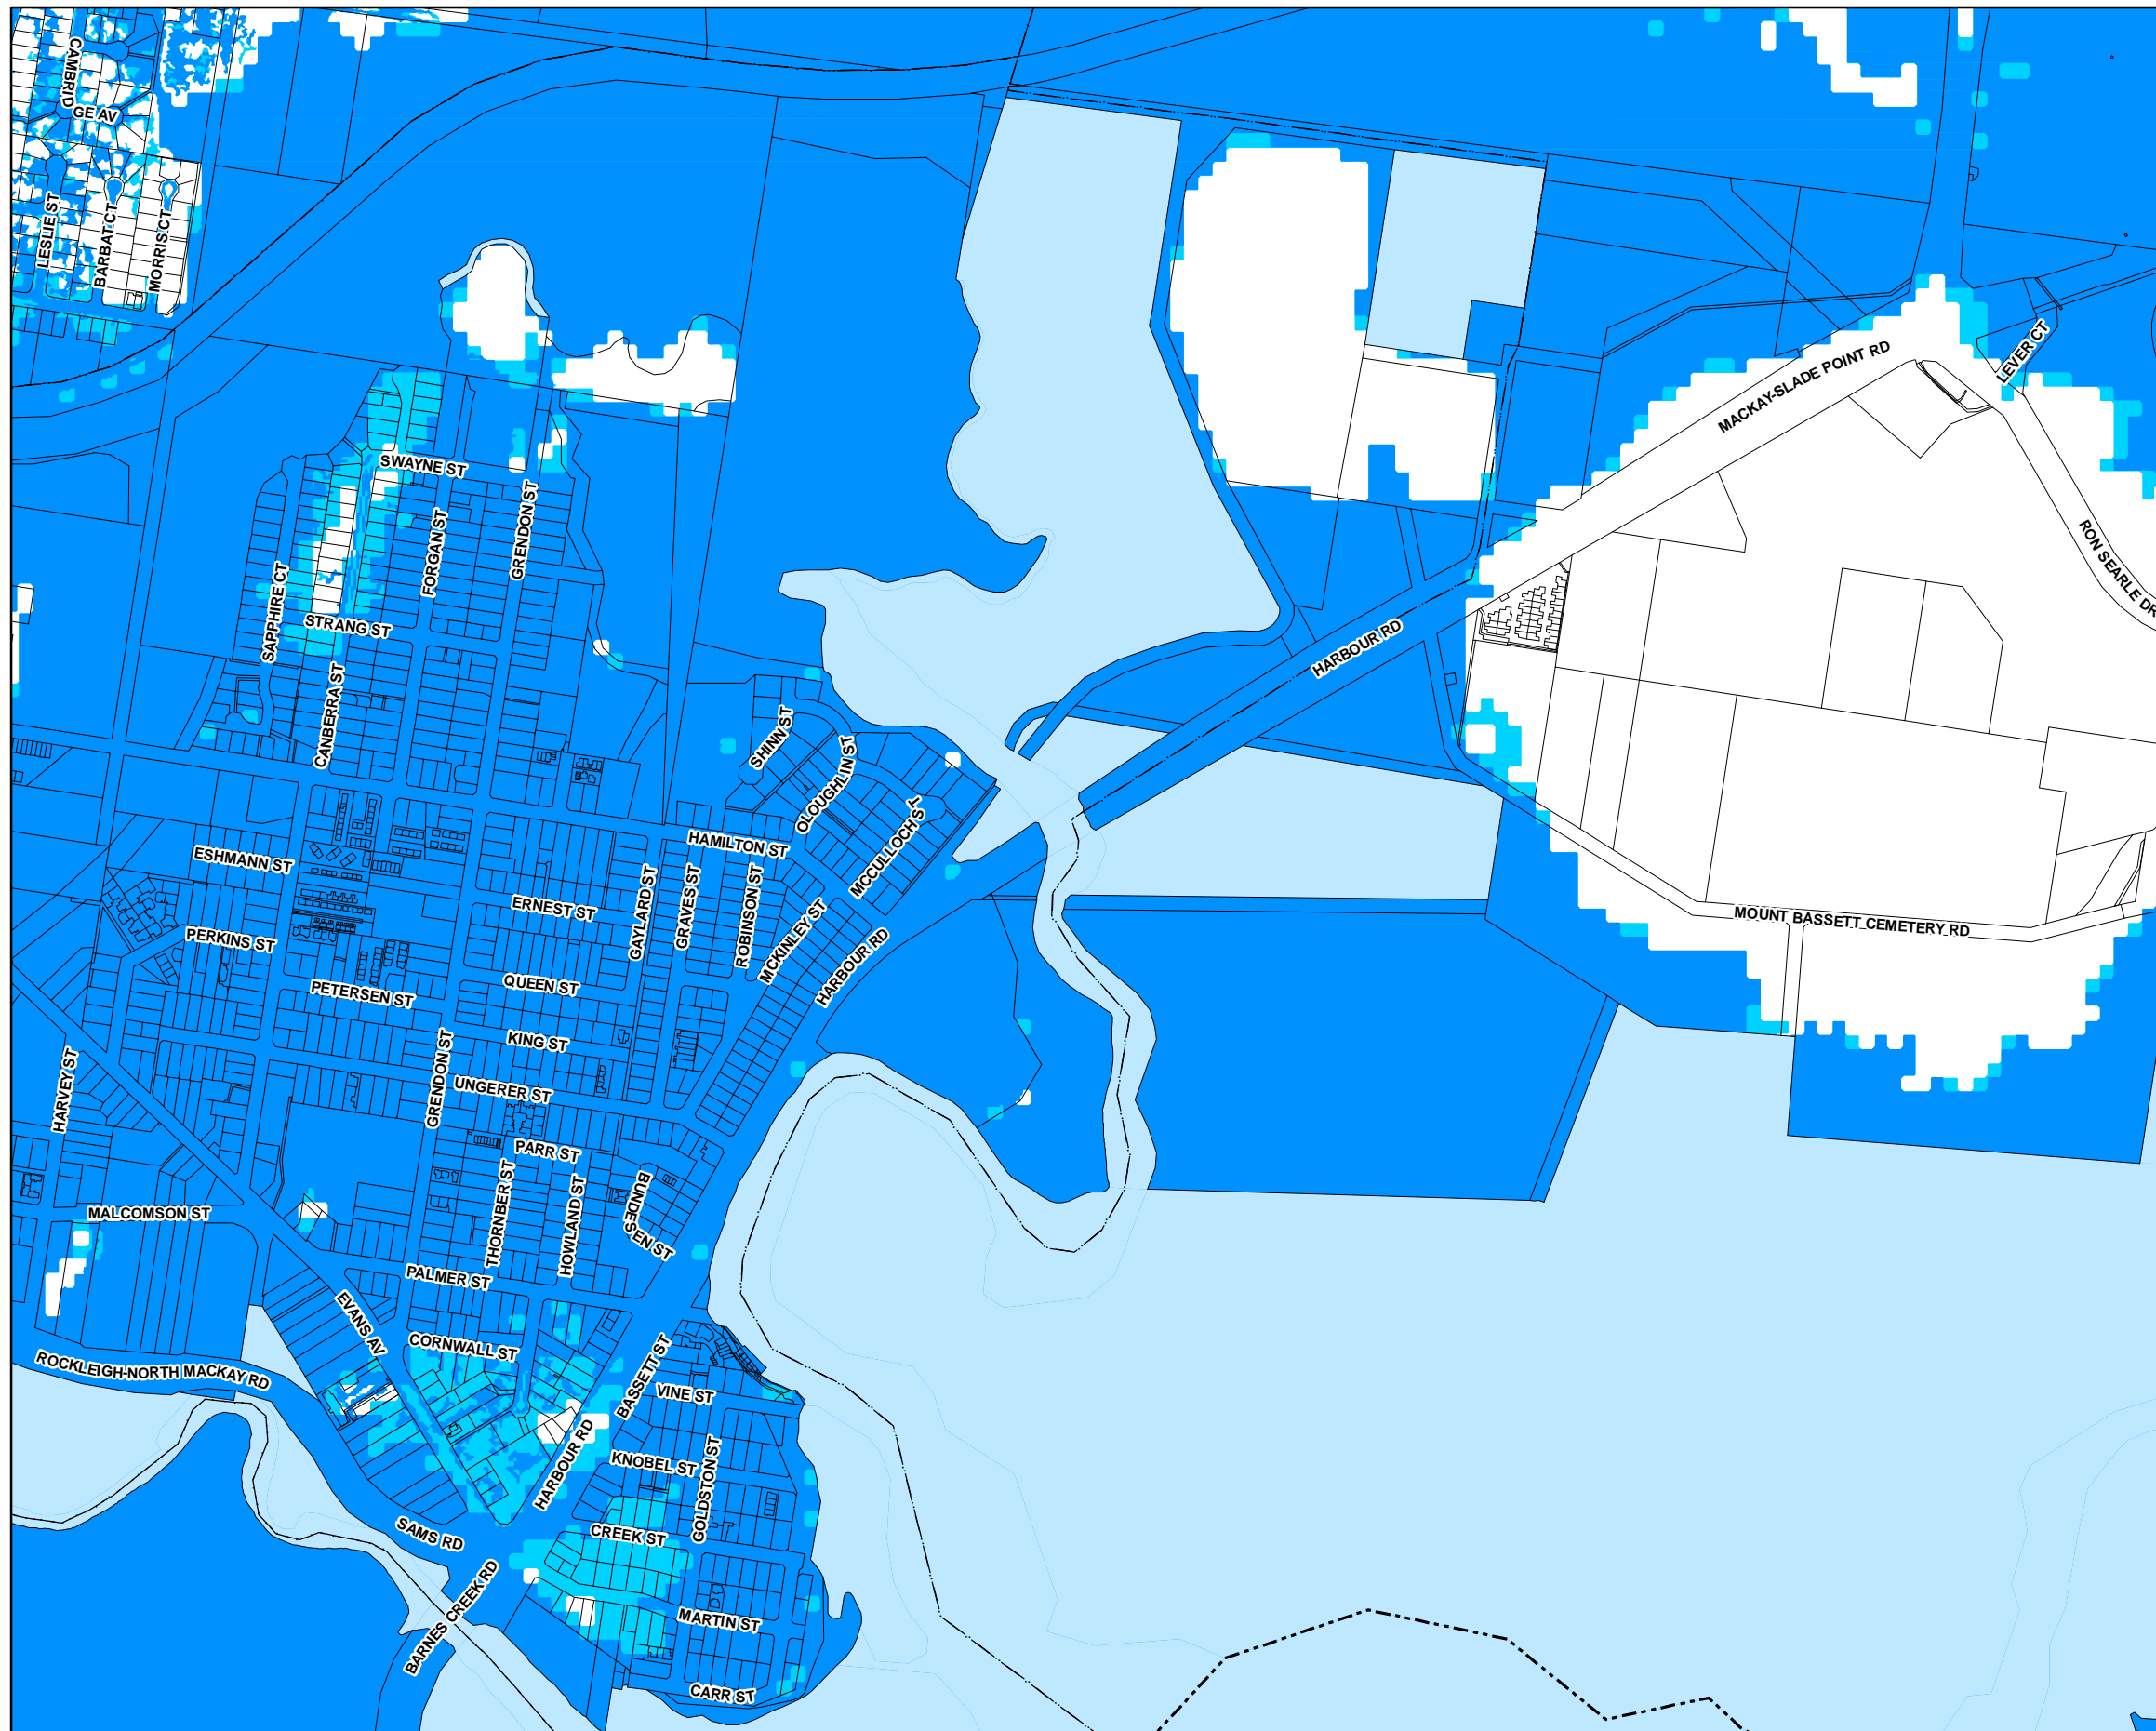 CAMBRID
GE AV
LESLIE ST
BARBAT CT
MORRIS CT
LEVER CT
MACKAY-SLADE POINT RD
SWAYNE ST
FORGAN ST
GRENDON ST
RON SEARLE DR
SAPPHIRE CT
STRANG ST
HARBOUR RD
CANBERRA ST
SHINN ST
OLOUGHLIN ST
HAMILTON ST
MCCULLOCH ST
ESHMANN ST
GAYLARD ST
GRAVES ST
ROBINSON ST
ERNEST ST
MCKINLEY ST
MOUNT BASSETT CEMETERY RD
PERKINS ST
HARBOUR RD
QUEEN ST
PETERSEN ST
KING ST
HARVEY ST
GRENDON ST
UNGERER ST
PARR ST
THORNBER ST
HOWLAND ST
BUNDES
EN ST
MALCOMSON ST
PALMER ST
EVANS AV
CORNWALL ST
BASSETT ST
ROCKLEIGH-NORTH MACKAY RD
VINE ST
HARBOUR RD
KNOBEL ST
GOLDSTON ST
SAMS RD
CREEK ST
BARNES CREEK RD
MARTIN ST
CARR ST